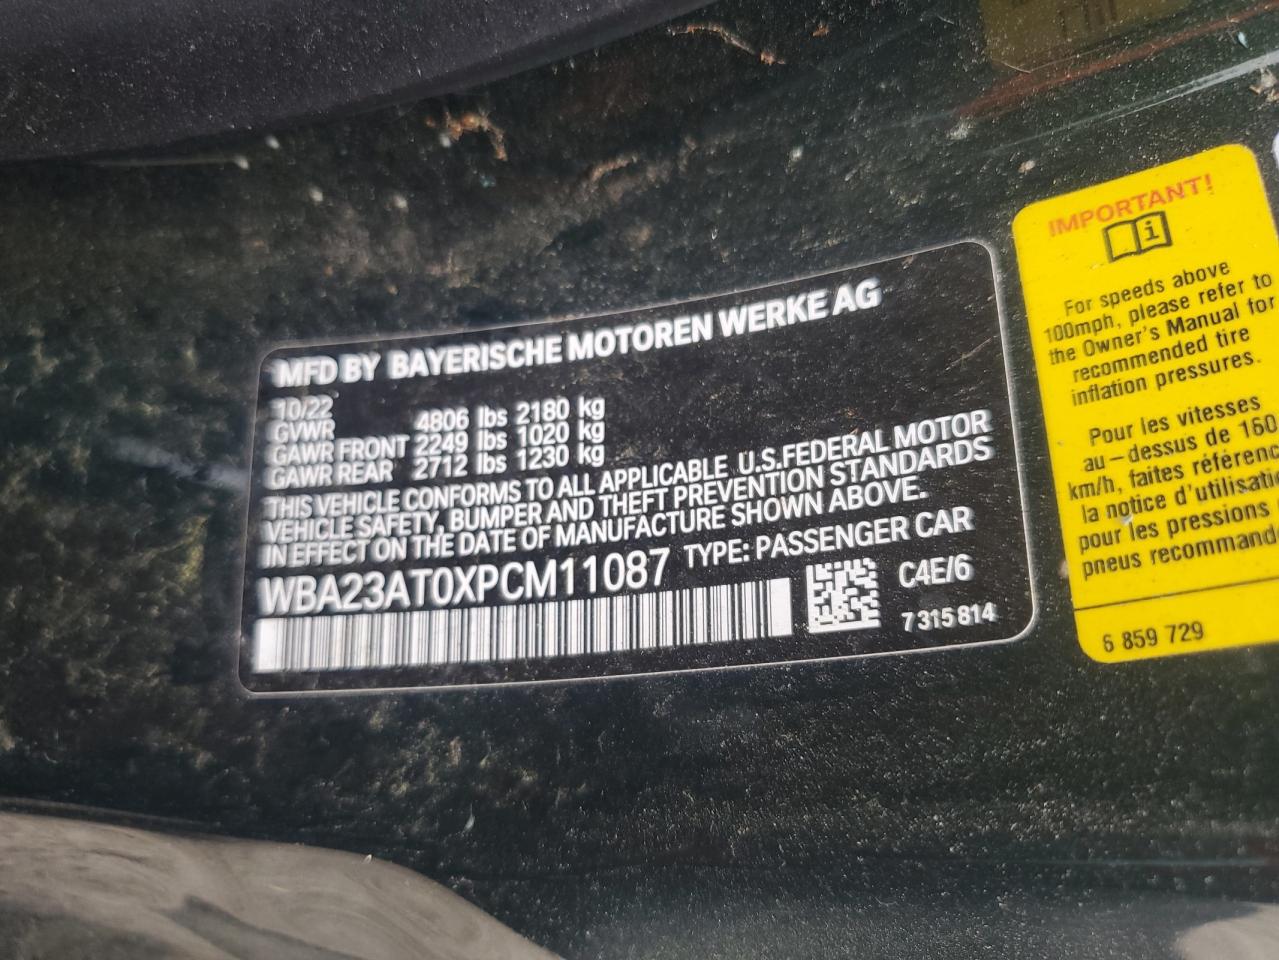 MFD BY BAYERISCHE MOTOREN WERKE AG
10/22
GVWR 4806 lbs 2180 kg
GAWR FRONT 2249 lbs 1020 kg
GAWR REAR 2712 lbs 1230 kg
THIS VEHICLE CONFORMS TO ALL APPLICABLE U.S.FEDERAL MOTOR
VEHICLE SAFETY, BUMPER AND THEFT PREVENTION STANDARDS
IN EFFECT ON THE DATE OF MANUFACTURE SHOWN ABOVE.
WBA23AT0XPCM11087 TYPE: PASSENGER CAR
C4E/6
7 315 814
IMPORTANT!
For speeds above
100mph, please refer to
the Owner's Manual for
recommended tire
inflation pressures.
Pour les vitesses
au-dessus de 160
km/h, faites référenc
la notice d'utilisati
pour les pressions
pneus recommand
6 859 729